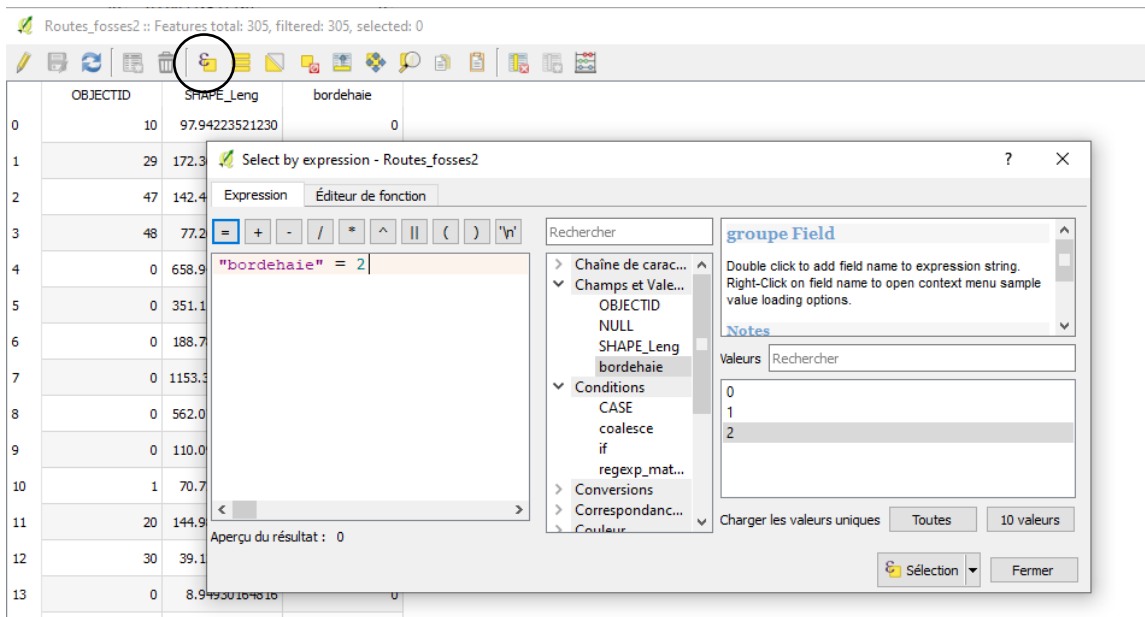 Routes_fosses2 :: Features total: 305, filtered: 305, selected: 0
OBJECTID SHAPE_Leng bordehaie
0 10 97.94223521230 0
1 29 172.3
2 47 142.4
3 48 77.2
4 0 658.9
5 0 351.1
6 0 188.7
7 0 1153.3
8 0 562.0
9 0 110.0
10 1 70.7
11 20 144.9
12 30 39.1
13 0 8.94930164816 0
Select by expression - Routes_fosses2 ? X
Expression Éditeur de fonction
= + - / * ^ || ( ) '\n'
"bordehaie" = 2
Aperçu du résultat : 0
Rechercher
Chaîne de carac...
Champs et Vale...
OBJECTID
NULL
SHAPE_Leng
bordehaie
Conditions
CASE
coalesce
if
regexp_mat...
Conversions
Correspondanc...
Couleur
groupe Field
Double click to add field name to expression string.
Right-Click on field name to open context menu sample
value loading options.
Notes
Valeurs Rechercher
0
1
2
Charger les valeurs uniques Toutes 10 valeurs
Sélection Fermer